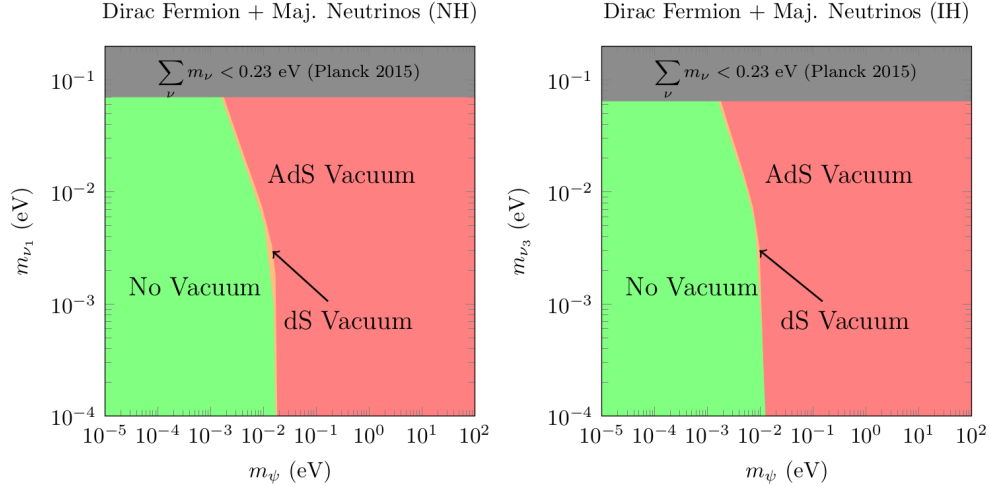 Dirac Fermion + Maj. Neutrinos (NH)
∑_ν m_ν < 0.23 eV (Planck 2015)
AdS Vacuum
No Vacuum
dS Vacuum
10^−1
10^−2
10^−3
10^−4
m_ν1 (eV)
10^−5 10^−4 10^−3 10^−2 10^−1 10^0 10^1 10^2
m_ψ (eV)
Dirac Fermion + Maj. Neutrinos (IH)
∑_ν m_ν < 0.23 eV (Planck 2015)
AdS Vacuum
No Vacuum
dS Vacuum
10^−1
10^−2
10^−3
10^−4
m_ν3 (eV)
10^−5 10^−4 10^−3 10^−2 10^−1 10^0 10^1 10^2
m_ψ (eV)